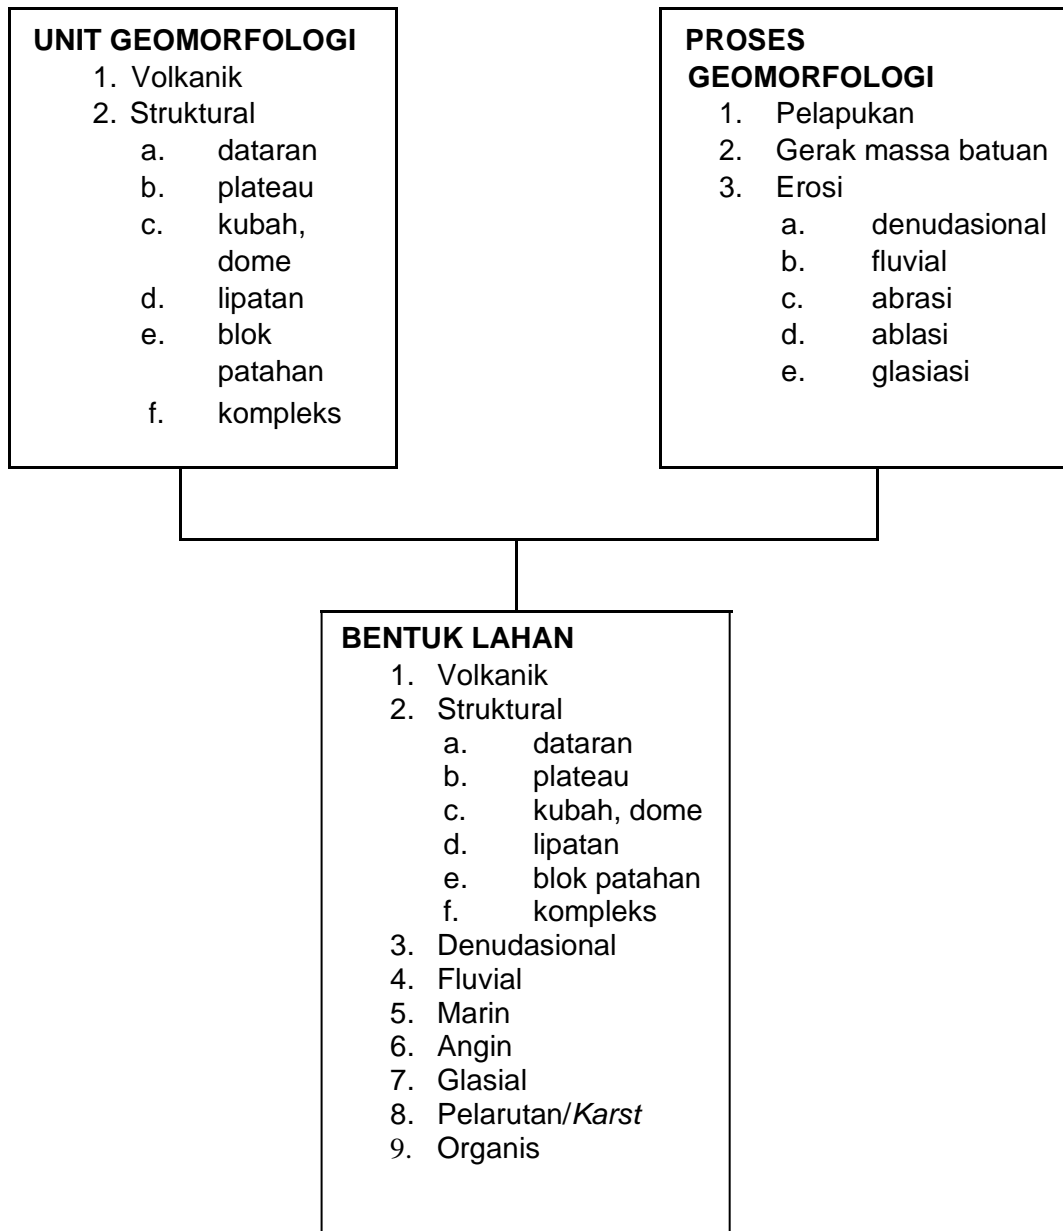 UNIT GEOMORFOLOGI
1. Volkanik
2. Struktural
a. dataran
b. plateau
c. kubah,
dome
d. lipatan
e. blok
patahan
f. kompleks
PROSES
GEOMORFOLOGI
1. Pelapukan
2. Gerak massa batuan
3. Erosi
a. denudasional
b. fluvial
c. abrasi
d. ablasi
e. glasiasi
BENTUK LAHAN
1. Volkanik
2. Struktural
a. dataran
b. plateau
c. kubah, dome
d. lipatan
e. blok patahan
f. kompleks
3. Denudasional
4. Fluvial
5. Marin
6. Angin
7. Glasial
8. Pelarutan/Karst
9. Organis